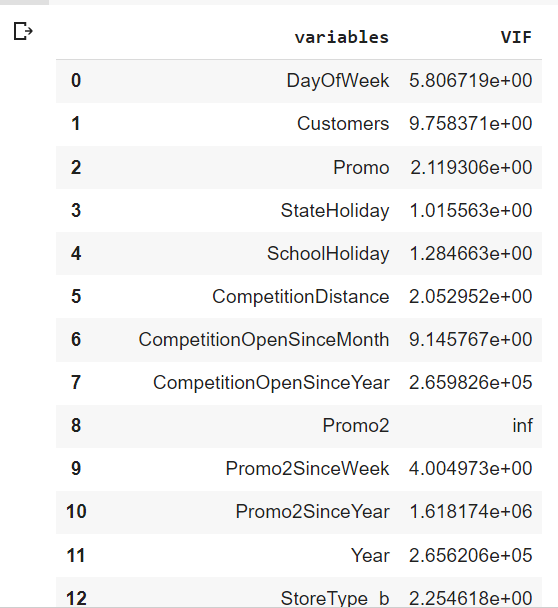 variables VIF
0 DayOfWeek 5.806719e+00
1 Customers 9.758371e+00
2 Promo 2.119306e+00
3 StateHoliday 1.015563e+00
4 SchoolHoliday 1.284663e+00
5 CompetitionDistance 2.052952e+00
6 CompetitionOpenSinceMonth 9.145767e+00
7 CompetitionOpenSinceYear 2.659826e+05
8 Promo2 inf
9 Promo2SinceWeek 4.004973e+00
10 Promo2SinceYear 1.618174e+06
11 Year 2.656206e+05
12 StoreType_b 2.254618e+00